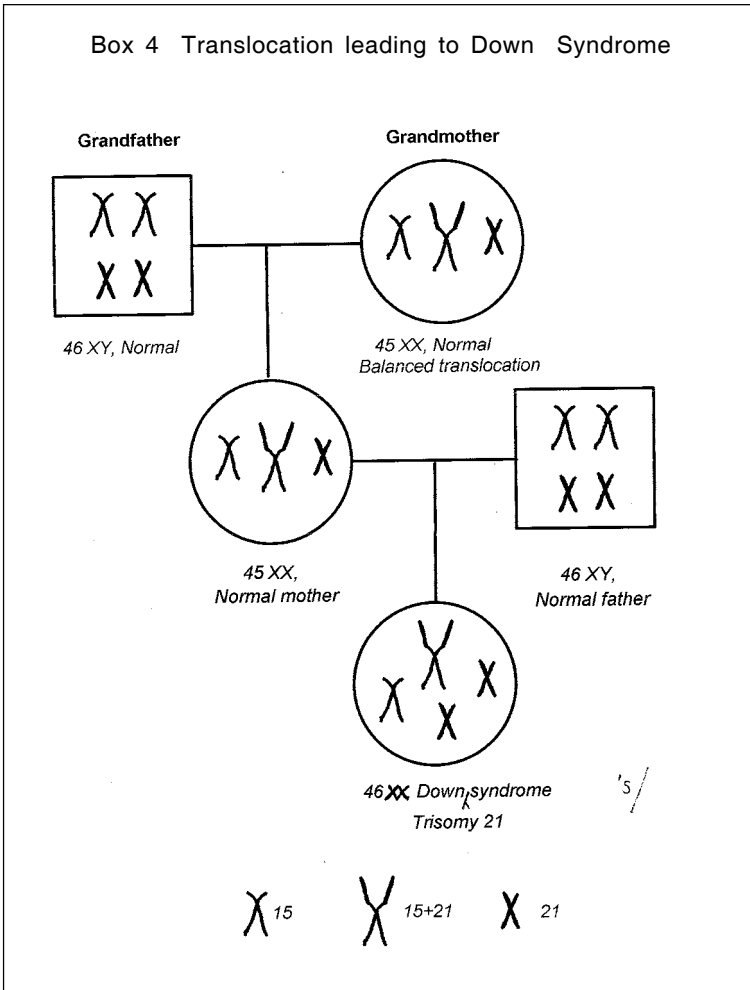 Box 4 Translocation leading to Down Syndrome
Grandfather
Grandmother
46 XY, Normal
45 XX, Normal
Balanced translocation
45 XX,
Normal mother
46 XY,
Normal father
46 XX Down syndrome
's/
Trisomy 21
15
15+21
21